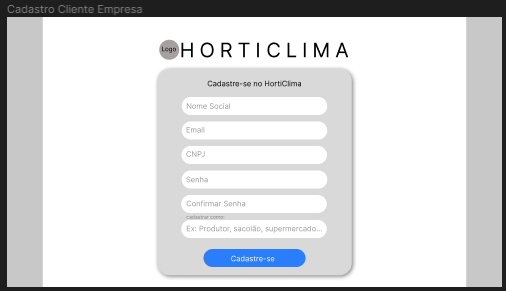 Cadastro Cliente Empresa
Logo HORTICLIMA
Cadastre-se no HortiClima
Nome Social
Email
CNPJ
Senha
Confirmar Senha
cadastrar como:
Ex: Produtor, sacolão, supermercado...
Cadastre-se